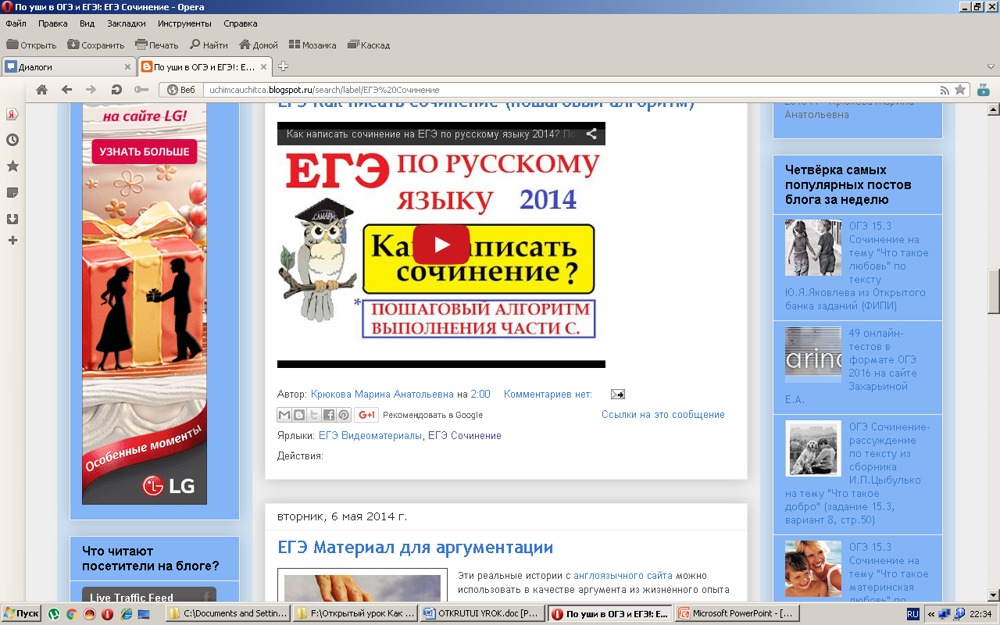 По уши в ОГЭ и ЕГЭ!: ЕГЭ Сочинение - Opera
Файл Правка Вид Закладки Инструменты Справка
Открыть Сохранить Печать Найти Домой Мозаика Каскад
Диалоги
По уши в ОГЭ и ЕГЭ!: Е...
Веб
uchimcauchitca.blogspot.ru/search/label/ЕГЭ%20Сочинение
на сайте LG!
УЗНАТЬ БОЛЬШЕ
Особенные моменты
LG
Что читают
посетители на блоге?
Live Traffic Feed
ЕГЭ Как писать сочинение (пошаговый алгоритм)
Как написать сочинение на ЕГЭ по русскому языку 2014?
ЕГЭ ПО РУССКОМУ
ЯЗЫКУ 2014
САМАРА
Как написать
сочинение ?
* ПОШАГОВЫЙ АЛГОРИТМ
ВЫПОЛНЕНИЯ ЧАСТИ С.
Автор: Крюкова Марина Анатольевна на 2:00 Комментариев нет:
Рекомендовать в Google
Ссылки на это сообщение
Ярлыки: ЕГЭ Видеоматериалы, ЕГЭ Сочинение
Действия:
вторник, 6 мая 2014 г.
ЕГЭ Материал для аргументации
Эти реальные истории с англоязычного сайта можно
использовать в качестве аргумента из жизненного опыта
Анатольевна
Четвёрка самых
популярных постов
блога за неделю
ОГЭ 15.3
Сочинение на
тему "Что такое
любовь" по
тексту
Ю.Я.Яковлева из Открытого
банка заданий (ФИПИ)
49 онлайн-
тестов в
формате ОГЭ
2016 на сайте
Захарьиной
Е.А.
arin
ОГЭ Сочинение-
рассуждение
по тексту из
сборника
И.П.Цыбулько
на тему "Что такое
добро" (задание 15.3,
вариант 8, стр.50)
ОГЭ 15.3
Сочинение на
тему "Что такое
материнская
любовь" по
Пуск
C:\Documents and Settin...
F:\Открытый урок Как ...
OTKRUTUI YROK.doc [Р...
По уши в ОГЭ и ЕГЭ!: Е...
Microsoft PowerPoint - [...
RU
22:34